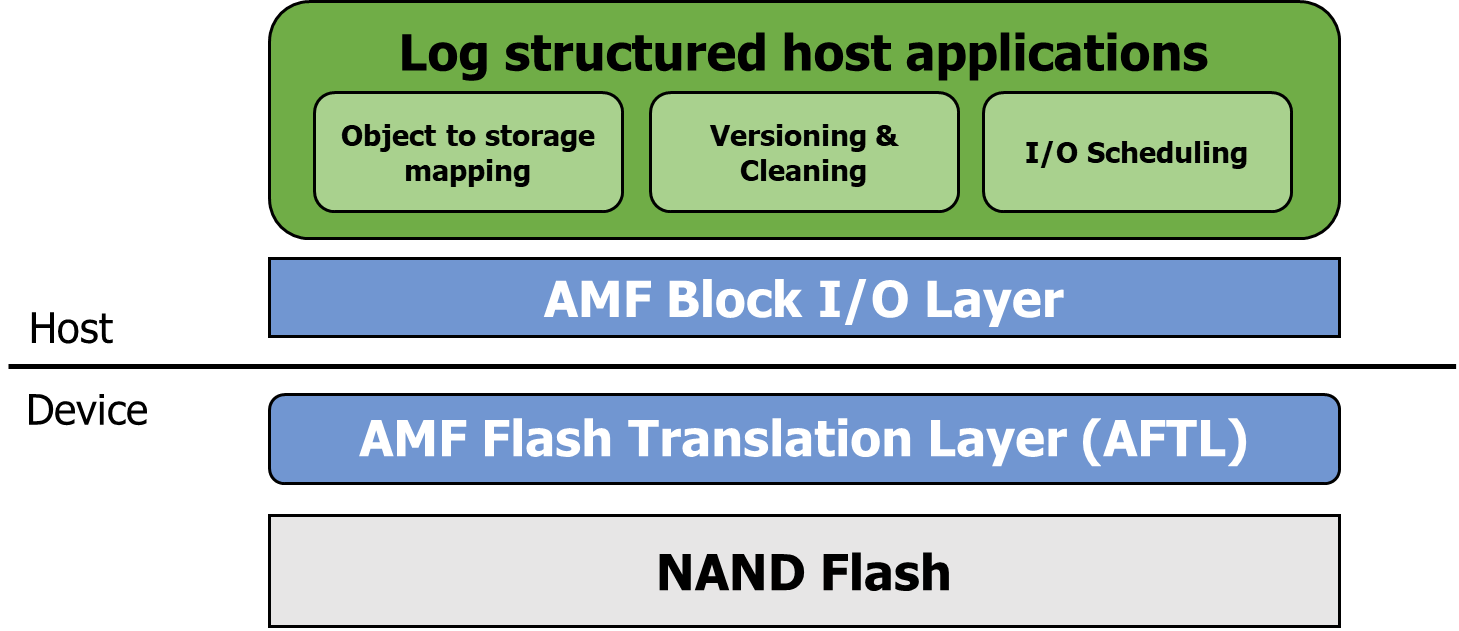 Log structured host applications
Object to storage
mapping
Versioning &
Cleaning
I/O Scheduling
AMF Block I/O Layer
Host
Device
AMF Flash Translation Layer (AFTL)
NAND Flash